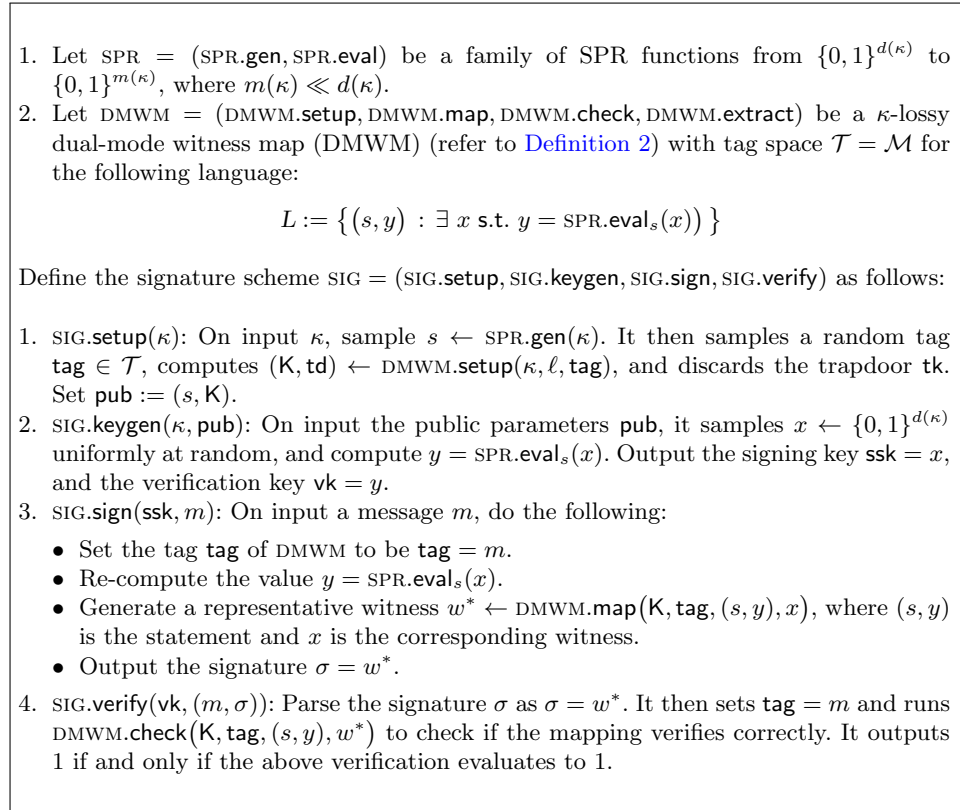 1. Let SPR = (SPR.gen, SPR.eval) be a family of SPR functions from {0, 1}^{d(κ)} to
{0, 1}^{m(κ)}, where m(κ) ≪ d(κ).
2. Let DMWM = (DMWM.setup, DMWM.map, DMWM.check, DMWM.extract) be a κ-lossy
dual-mode witness map (DMWM) (refer to Definition 2) with tag space 𝒯 = ℳ for
the following language:
L := {(s, y) : ∃ x s.t. y = SPR.eval_s(x))}
Define the signature scheme SIG = (SIG.setup, SIG.keygen, SIG.sign, SIG.verify) as follows:
1. SIG.setup(κ): On input κ, sample s ← SPR.gen(κ). It then samples a random tag
tag ∈ 𝒯, computes (K, td) ← DMWM.setup(κ, ℓ, tag), and discards the trapdoor tk.
Set pub := (s, K).
2. SIG.keygen(κ, pub): On input the public parameters pub, it samples x ← {0, 1}^{d(κ)}
uniformly at random, and compute y = SPR.eval_s(x). Output the signing key ssk = x,
and the verification key vk = y.
3. SIG.sign(ssk, m): On input a message m, do the following:
• Set the tag tag of DMWM to be tag = m.
• Re-compute the value y = SPR.eval_s(x).
• Generate a representative witness w* ← DMWM.map(K, tag, (s, y), x), where (s, y)
is the statement and x is the corresponding witness.
• Output the signature σ = w*.
4. SIG.verify(vk, (m, σ)): Parse the signature σ as σ = w*. It then sets tag = m and runs
DMWM.check(K, tag, (s, y), w*) to check if the mapping verifies correctly. It outputs
1 if and only if the above verification evaluates to 1.